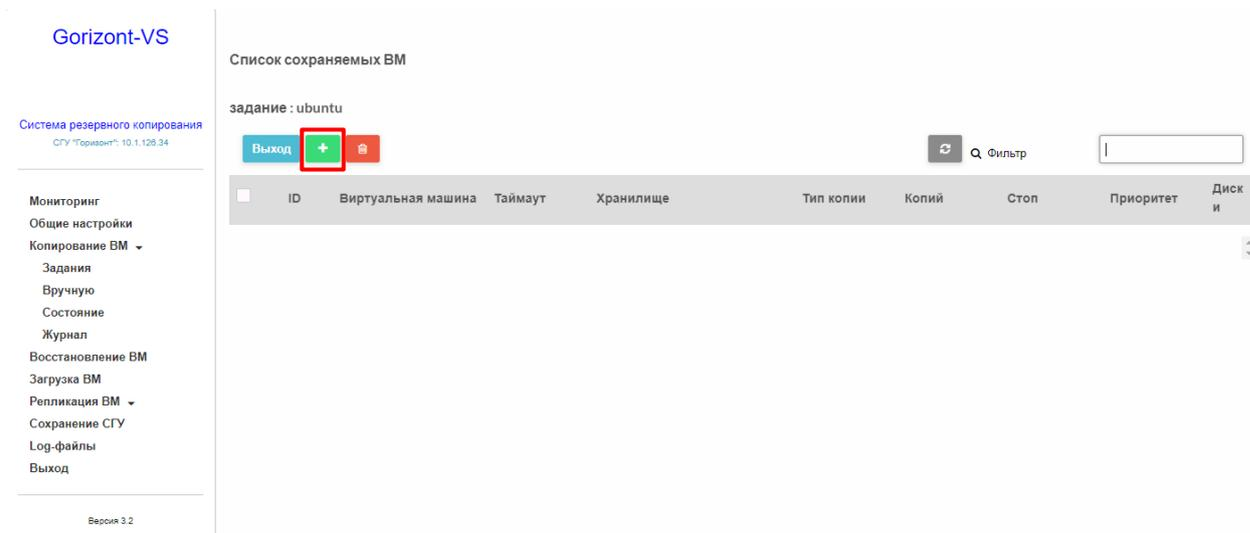 Gorizont-VS
Система резервного копирования
СГУ "Горизонт": 10.1.126.34
Мониторинг
Общие настройки
Копирование ВМ
Задания
Вручную
Состояние
Журнал
Восстановление ВМ
Загрузка ВМ
Репликация ВМ
Сохранение СГУ
Log-файлы
Выход
Версия 3.2
Список сохраняемых ВМ
задание : ubuntu
Выход + Фильтр
ID Виртуальная машина Таймаут Хранилище Тип копии Копий Стоп Приоритет Диск
и